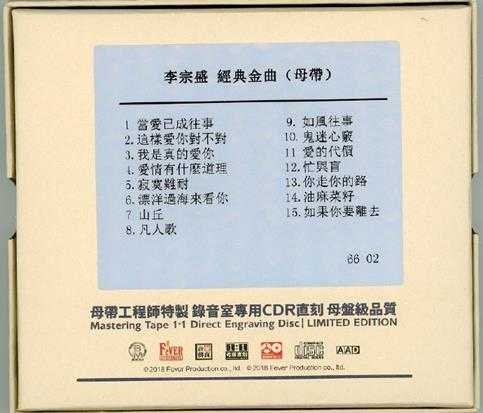 李宗盛 經典金曲（母帶）
1 當愛已成往事
2.這樣愛你對不對
3.我是真的愛你
4.愛情有什麼道理
5.寂寞難耐
6.漂洋過海來看你
7 山丘
8.凡人歌
9. 如風往事
10.鬼迷心竅
11 愛的代價
12.忙與盲
13.你走你的路
14.油麻菜籽
15.如果你要離去
66 02
母帶工程師特製 錄音室專用CDR直刻 母盤級品質
Mastering Tape 1:1 Direct Engraving Disc| LIMITED EDITION
FEVER
1:1
AAD
©2018 Fever Production co., ltd. ©2018 Fever Production co., ltd.